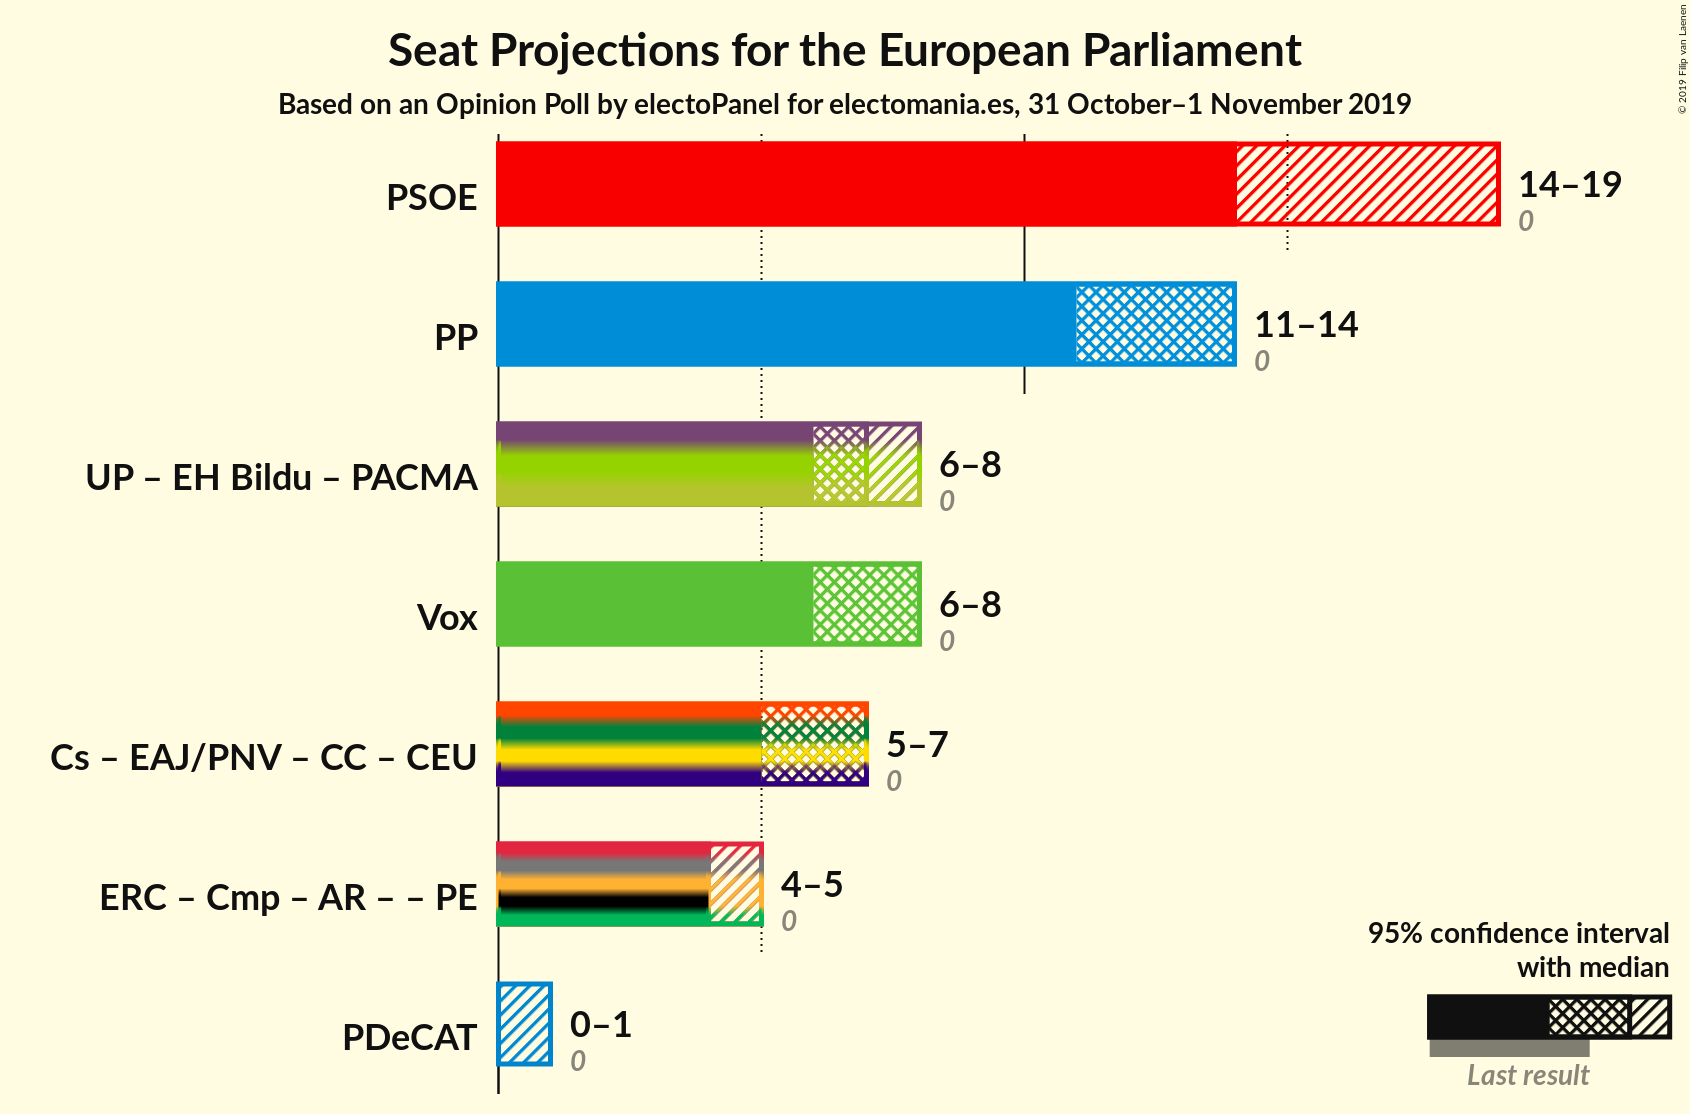 Seat Projections for the European Parliament
Based on an Opinion Poll by electoPanel for electomania.es, 31 October–1 November 2019
© 2019 Filip van Laenen
PSOE
14–19
0
PP
11–14
0
UP – EH Bildu – PACMA
6–8
0
Vox
6–8
0
Cs – EAJ/PNV – CC – CEU
5–7
0
ERC – Cmp – AR – – PE
4–5
0
PDeCAT
0–1
0
95% confidence interval
with median
Last result